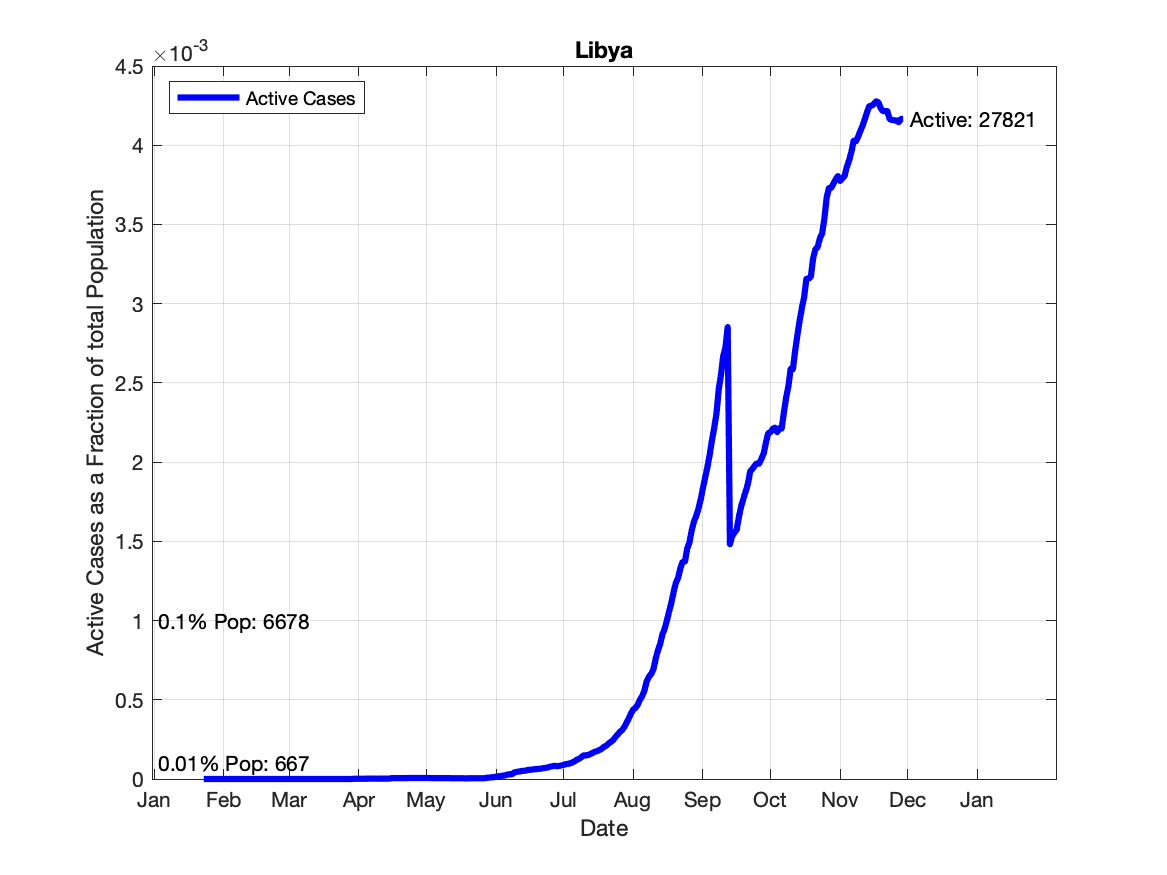 Libya
×10-3
4.5
4
3.5
3
2.5
2
1.5
1
0.5
0
Active Cases as a Fraction of total Population
Active Cases
Active: 27821
0.1% Pop: 6678
0.01% Pop: 667
Jan Feb Mar Apr May Jun Jul Aug Sep Oct Nov Dec Jan
Date